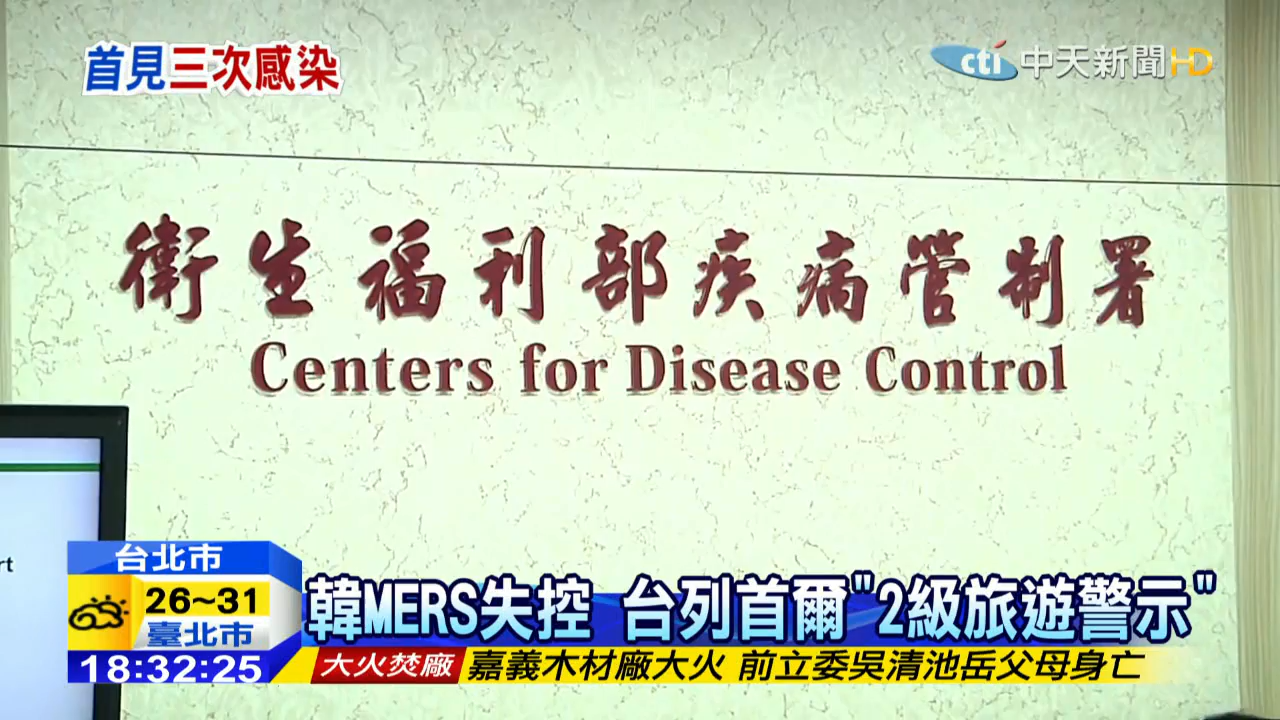 首見三次感染
cti 中天新聞HD
衛生福利部疾病管制署
Centers for Disease Control
rt
台北市
26~31
臺北市
18:32:25
韓MERS失控 台列首爾"2級旅遊警示"
大火焚廠 嘉義木材廠大火 前立委吳清池岳父母身亡